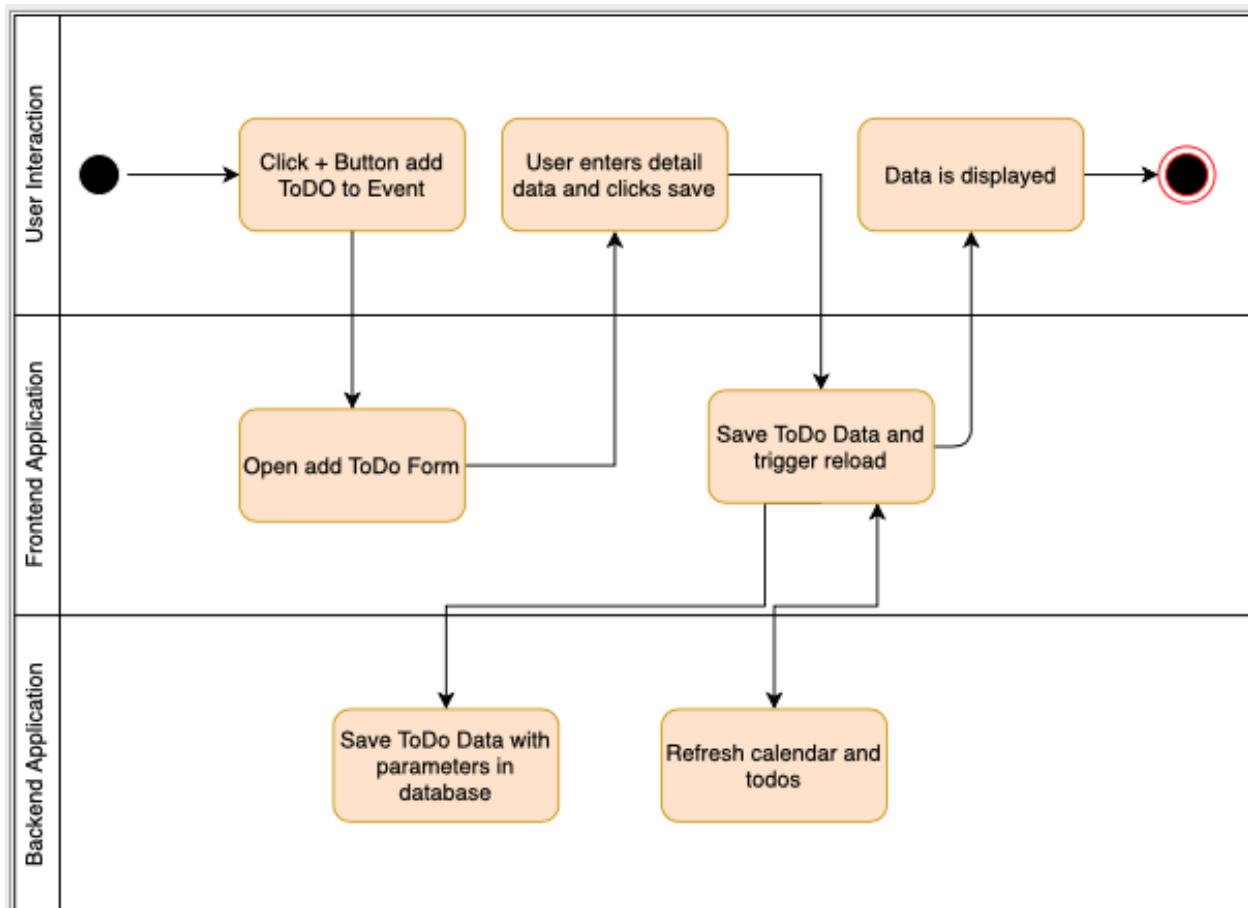 User Interaction
Click + Button add
ToDO to Event
User enters detail
data and clicks save
Data is displayed
Frontend Application
Open add ToDo Form
Save ToDo Data and
trigger reload
Backend Application
Save ToDo Data with
parameters in
database
Refresh calendar and
todos